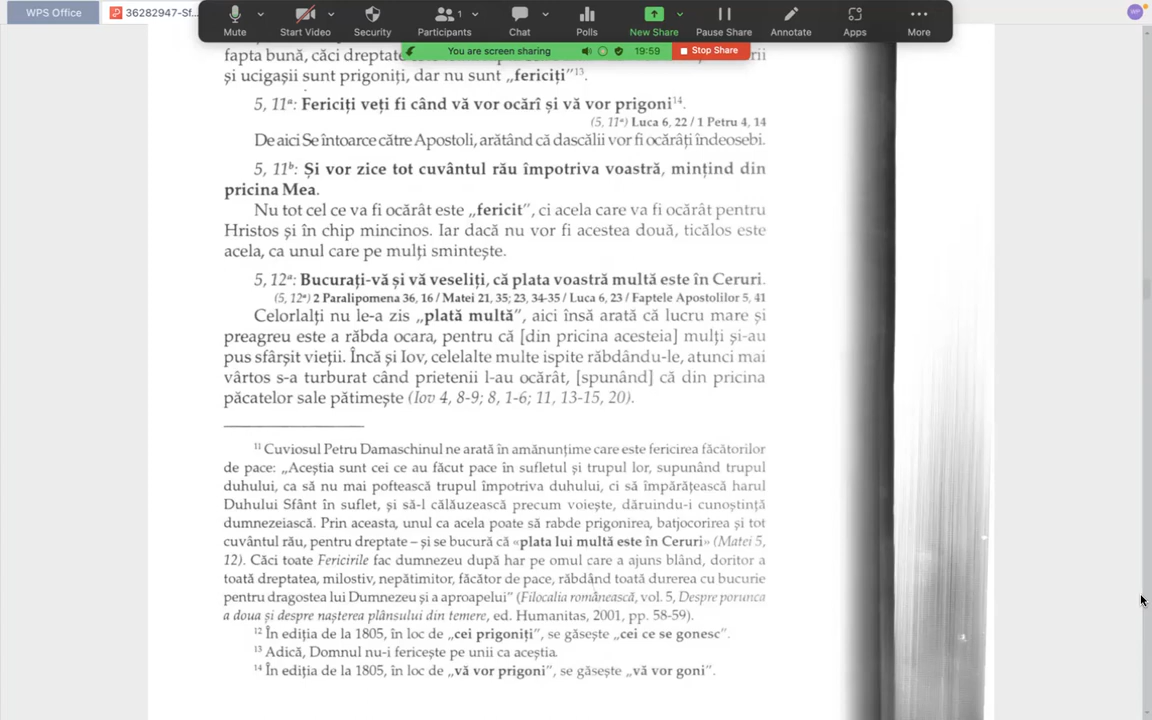 WPS Office
36282947-Sf...
Mute
Start Video
Security
1
Participants
Chat
Polls
New Share
Pause Share
Annotate
Apps
More
WP
You are screen sharing
19:59
Stop Share
fapta bună, căci dreptate
și ucigașii sunt prigoniți, dar nu sunt „fericiți”¹³.
5, 11ᵃ: Fericiți veți fi când vă vor ocărî și vă vor prigoni¹⁴.
(5, 11ᵃ) Luca 6, 22 / 1 Petru 4, 14
De aici Se întoarce către Apostoli, arătând că dascălii vor fi ocărâți îndeosebi.
5, 11ᵇ: Și vor zice tot cuvântul rău împotriva voastră, mințind din
pricina Mea.
Nu tot cel ce va fi ocărât este „fericit”, ci acela care va fi ocărât pentru
Hristos și în chip mincinos. Iar dacă nu vor fi acestea două, ticălos este
acela, ca unul care pe mulți smintește.
5, 12ᵃ: Bucurați-vă și vă veseliți, că plata voastră multă este în Ceruri.
(5, 12ᵃ) 2 Paralipomena 36, 16 / Matei 21, 35; 23, 34-35 / Luca 6, 23 / Faptele Apostolilor 5, 41
Celorlalți nu le-a zis „plată multă”, aici însă arată că lucru mare și
preagreu este a răbda ocara, pentru că [din pricina acesteia] mulți și-au
pus sfârșit vieții. Încă și Iov, celelalte multe ispite răbdându-le, atunci mai
vârtos s-a turburat când prietenii l-au ocărât, [spunând] că din pricina
păcatelor sale pătimește (Iov 4, 8-9; 8, 1-6; 11, 13-15, 20).
¹¹ Cuviosul Petru Damaschinul ne arată în amănunțime care este fericirea făcătorilor
de pace: „Aceștia sunt cei ce au făcut pace în sufletul și trupul lor, supunând trupul
duhului, ca să nu mai poftească trupul împotriva duhului, ci să împărățească harul
Duhului Sfânt în suflet, și să-l călăuzească precum voiește, dăruindu-i cunoștință
dumnezeiască. Prin aceasta, unul ca acela poate să rabde prigonirea, batjocorirea și tot
cuvântul rău, pentru dreptate – și se bucură că «plata lui multă este în Ceruri» (Matei 5,
12). Căci toate Fericirile fac dumnezeu după har pe omul care a ajuns blând, doritor a
toată dreptatea, milostiv, nepătimitor, făcător de pace, răbdând toată durerea cu bucurie
pentru dragostea lui Dumnezeu și a aproapelui” (Filocalia românească, vol. 5, Despre porunca
a doua și despre nașterea plânsului din temere, ed. Humanitas, 2001, pp. 58-59).
¹² În ediția de la 1805, în loc de „cei prigoniți”, se găsește „cei ce se gonesc”.
¹³ Adică, Domnul nu-i fericește pe unii ca aceștia.
¹⁴ În ediția de la 1805, în loc de „vă vor prigoni”, se găsește „vă vor goni”.